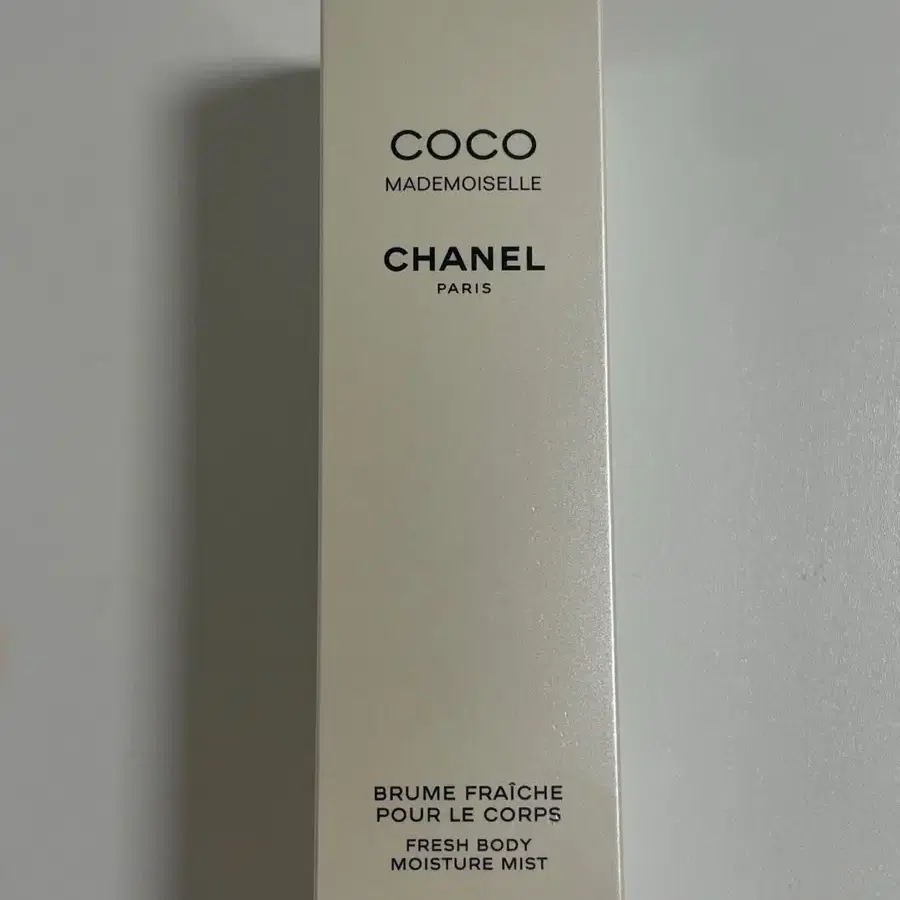 COCO
MADEMOISELLE
CHANEL
PARIS
BRUME FRAÎCHE
POUR LE CORPS
FRESH BODY
MOISTURE MIST